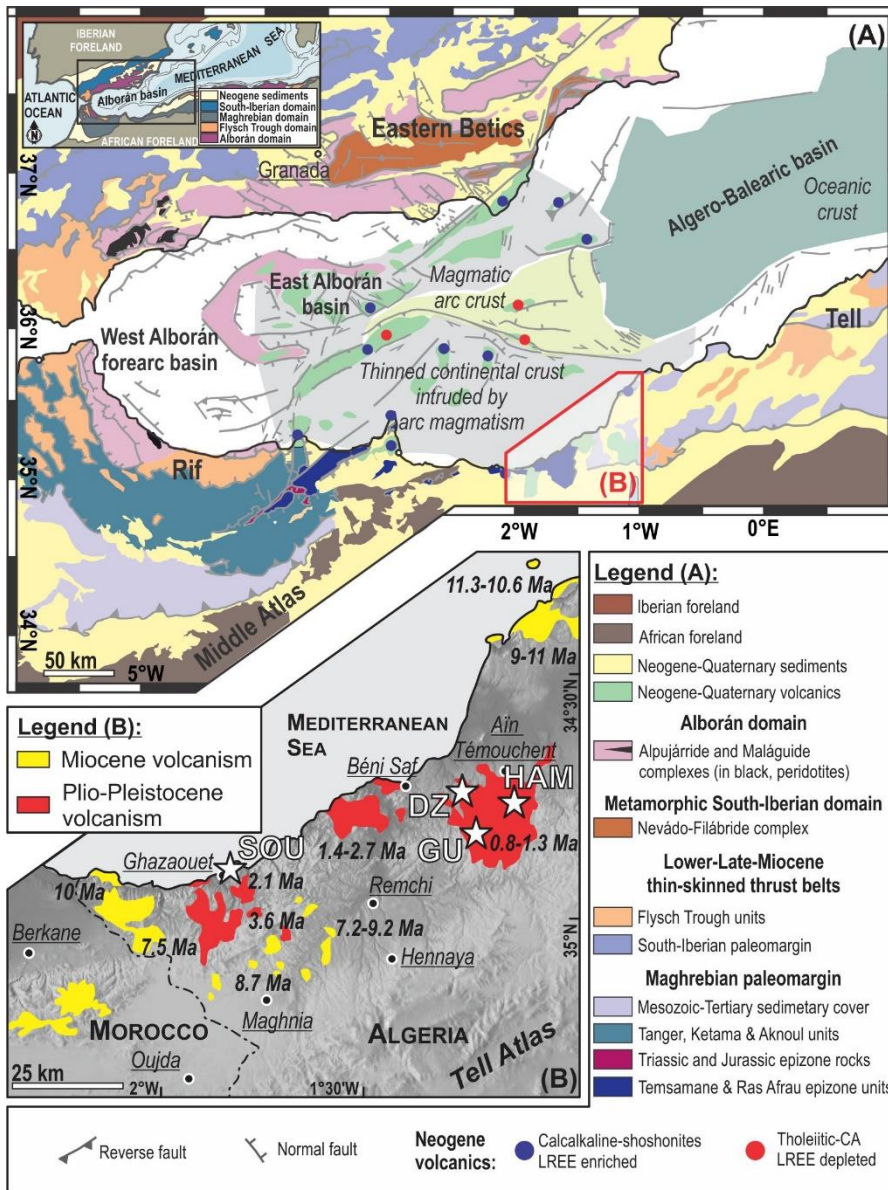 (A)
IBERIAN
FORELAND
MEDITERRANEAN SEA
ATLANTIC
OCEAN
Alborán basin
N
AFRICAN FORELAND
Neogene sediments
South-Iberian domain
Maghrebian domain
Flysch Trough domain
Alborán domain
Granada
Eastern Betics
Algero-Balearic basin
Oceanic
crust
East Alborán
basin
Magmatic
arc crust
West Alborán
forearc basin
Thinned continental crust
intruded by
arc magmatism
Tell
Rif
(B)
Middle Atlas
37°N
36°N
35°N
34°N
50 km
5°W
2°W
1°W
0°E
Legend (A):
Iberian foreland
African foreland
Neogene-Quaternary sediments
Neogene-Quaternary volcanics
Alborán domain
Alpujárride and Maláguide
complexes (in black, peridotites)
Metamorphic South-Iberian domain
Nevádo-Filábride complex
Lower-Late-Miocene
thin-skinned thrust belts
Flysch Trough units
South-Iberian paleomargin
Maghrebian paleomargin
Mesozoic-Tertiary sedimetary cover
Tanger, Ketama & Aknoul units
Triassic and Jurassic epizone rocks
Temsamane & Ras Afrau epizone units
Legend (B):
Miocene volcanism
Plio-Pleistocene
volcanism
11.3-10.6 Ma
9-11 Ma
34°30'N
MEDITERRANEAN
SEA
Aïn
Témouchent
Béni Saf
HAM
DZ
GU
0.8-1.3 Ma
1.4-2.7 Ma
SOU
Ghazaouet
2.1 Ma
10 Ma
3.6 Ma
Remchi
7.2-9.2 Ma
35°N
Berkane
7.5 Ma
Hennaya
8.7 Ma
Maghnia
MOROCCO
ALGERIA
Oujda
Tell Atlas
25 km
2°W
1°30'W
(B)
Reverse fault
Normal fault
Neogene
volcanics:
Calcalkaline-shoshonites
LREE enriched
Tholeiitic-CA
LREE depleted